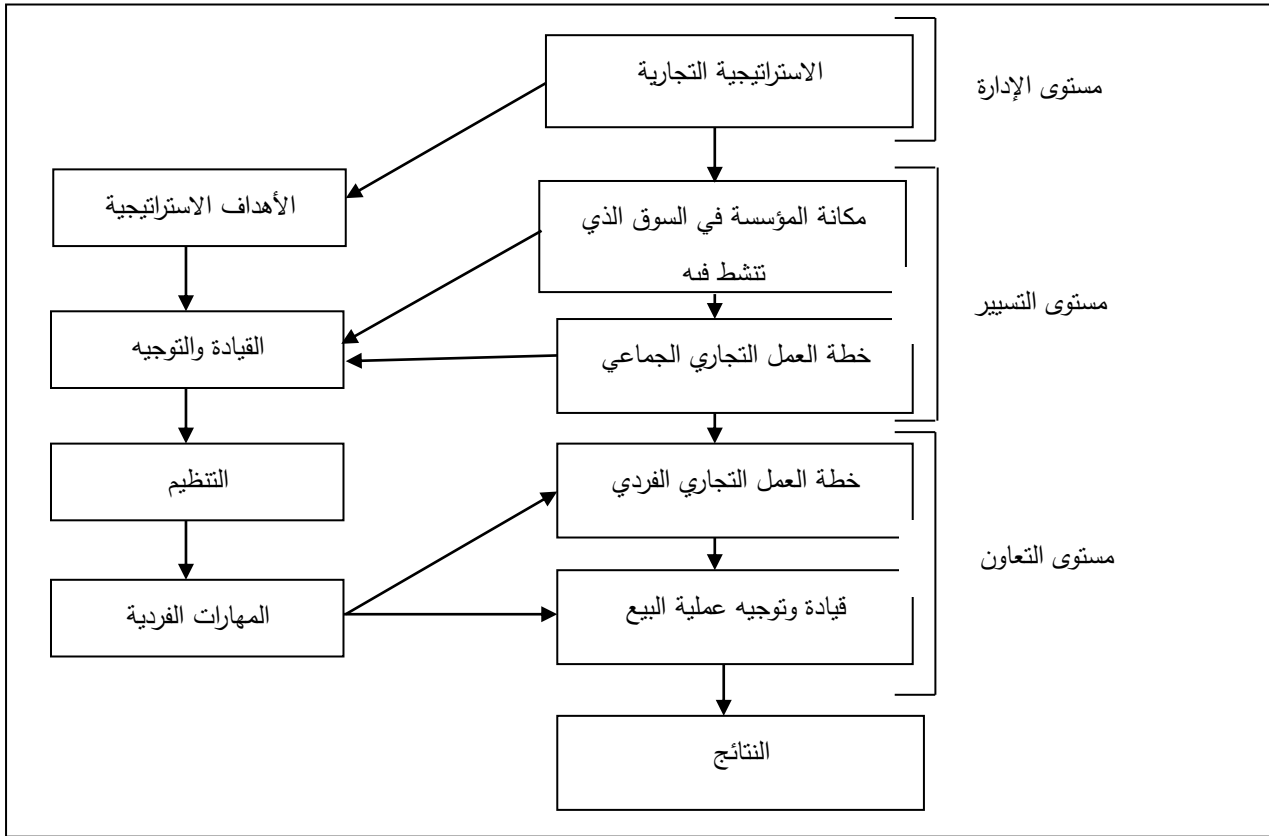 الاستراتيجية التجارية
مستوى الإدارة
الأهداف الاستراتيجية
مكانة المؤسسة في السوق الذي
تنشط فيه
مستوى التسيير
القيادة والتوجيه
خطة العمل التجاري الجماعي
التنظيم
خطة العمل التجاري الفردي
مستوى التعاون
المهارات الفردية
قيادة وتوجيه عملية البيع
النتائج